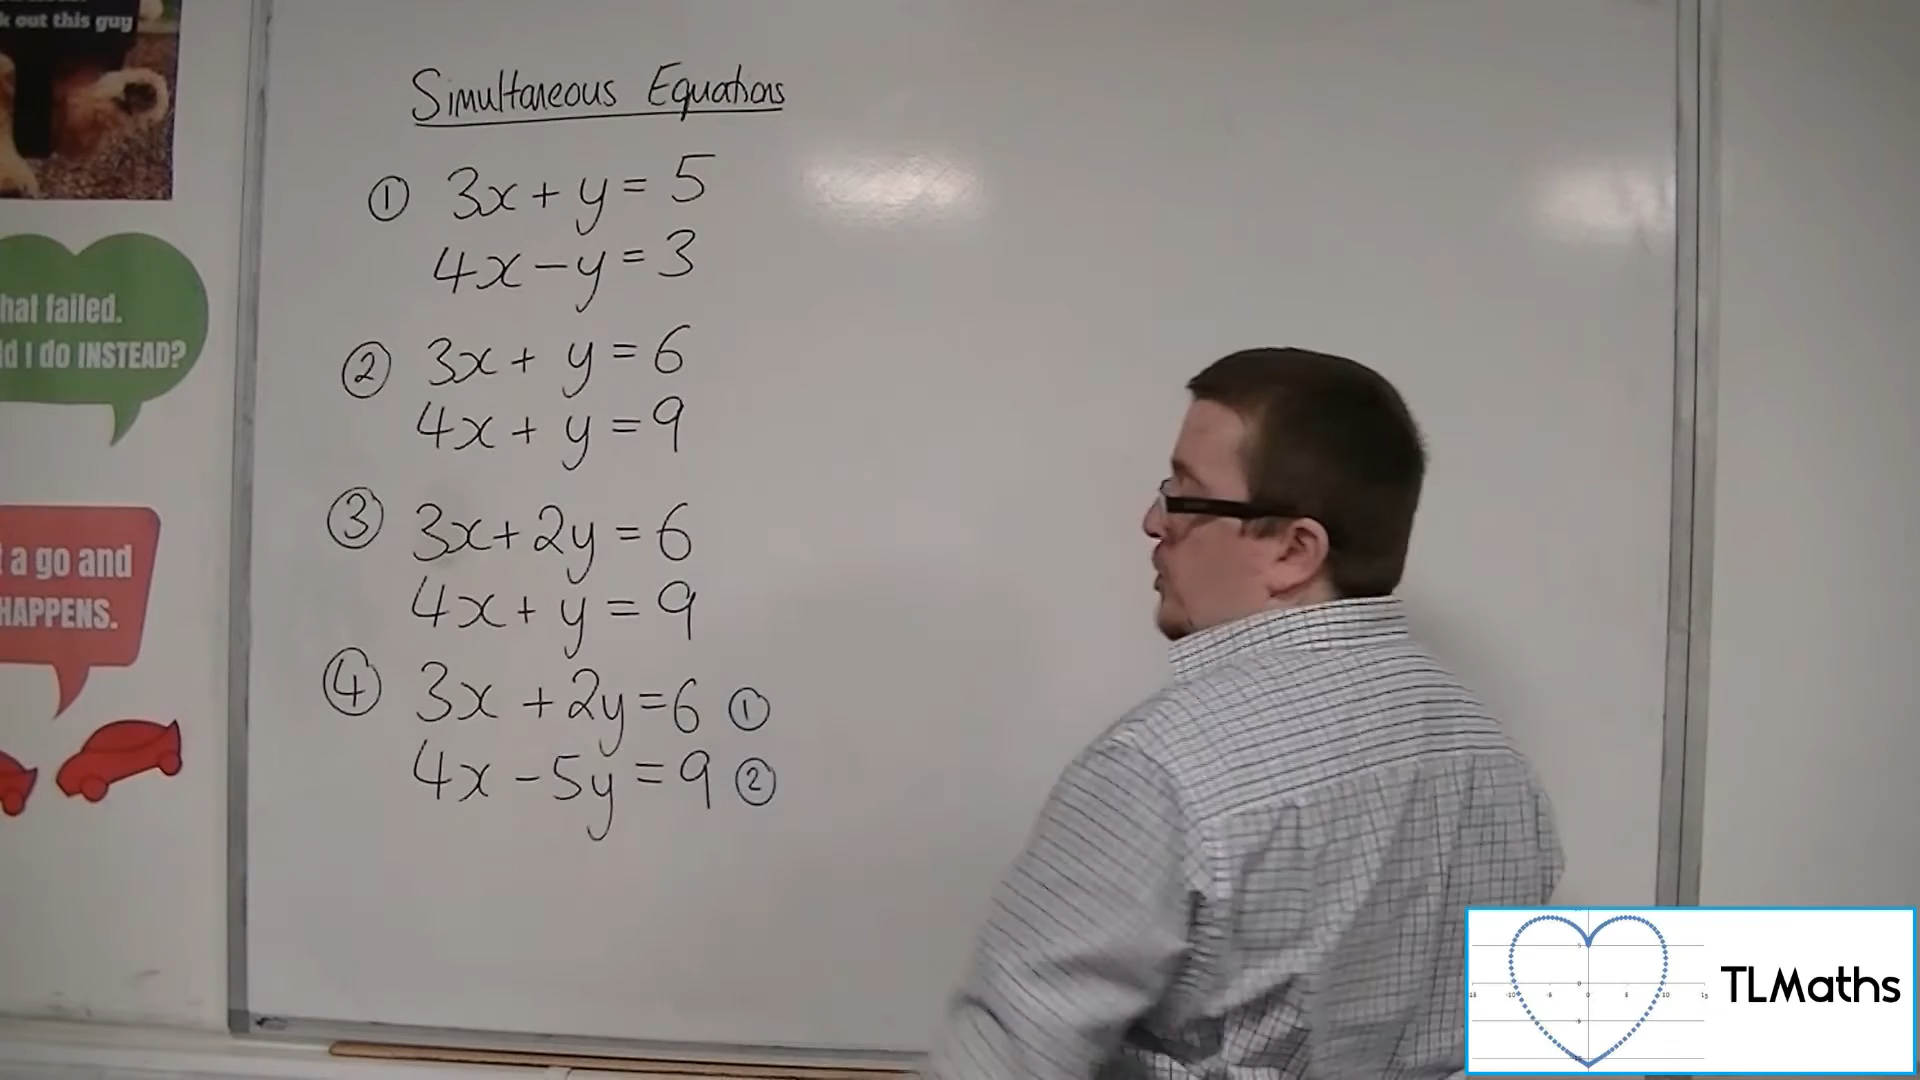 k out this guy
hat failed.
d I do INSTEAD?
a go and
HAPPENS.
Simultaneous Equations
① 3x + y = 5
4x - y = 3
② 3x + y = 6
4x + y = 9
③ 3x + 2y = 6
4x + y = 9
④ 3x + 2y = 6 ①
4x - 5y = 9 ②
TLMaths